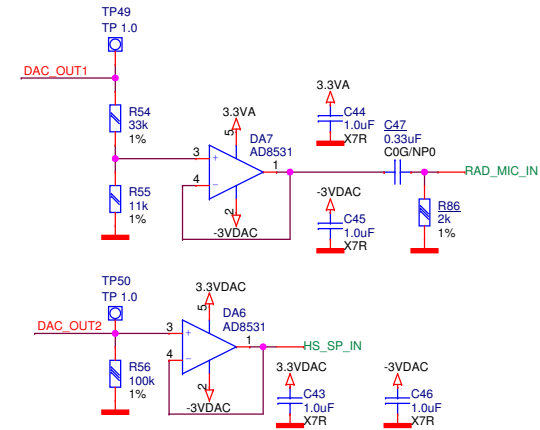 TP49
TP 1.0
DAC_OUT1
R54
33k
1%
R55
11k
1%
3.3VA
5
DA7
AD8531
3
+
1
4
−
2
-3VDAC
3.3VA
C44
1.0uF
X7R
C47
0.33uF
C0G/NP0
RAD_MIC_IN
-3VDAC
C45
1.0uF
X7R
R86
2k
1%
TP50
TP 1.0
DAC_OUT2
R56
100k
1%
3.3VDAC
5
DA6
AD8531
3
+
1
HS_SP_IN
4
−
2
-3VDAC
3.3VDAC
C43
1.0uF
X7R
-3VDAC
C46
1.0uF
X7R